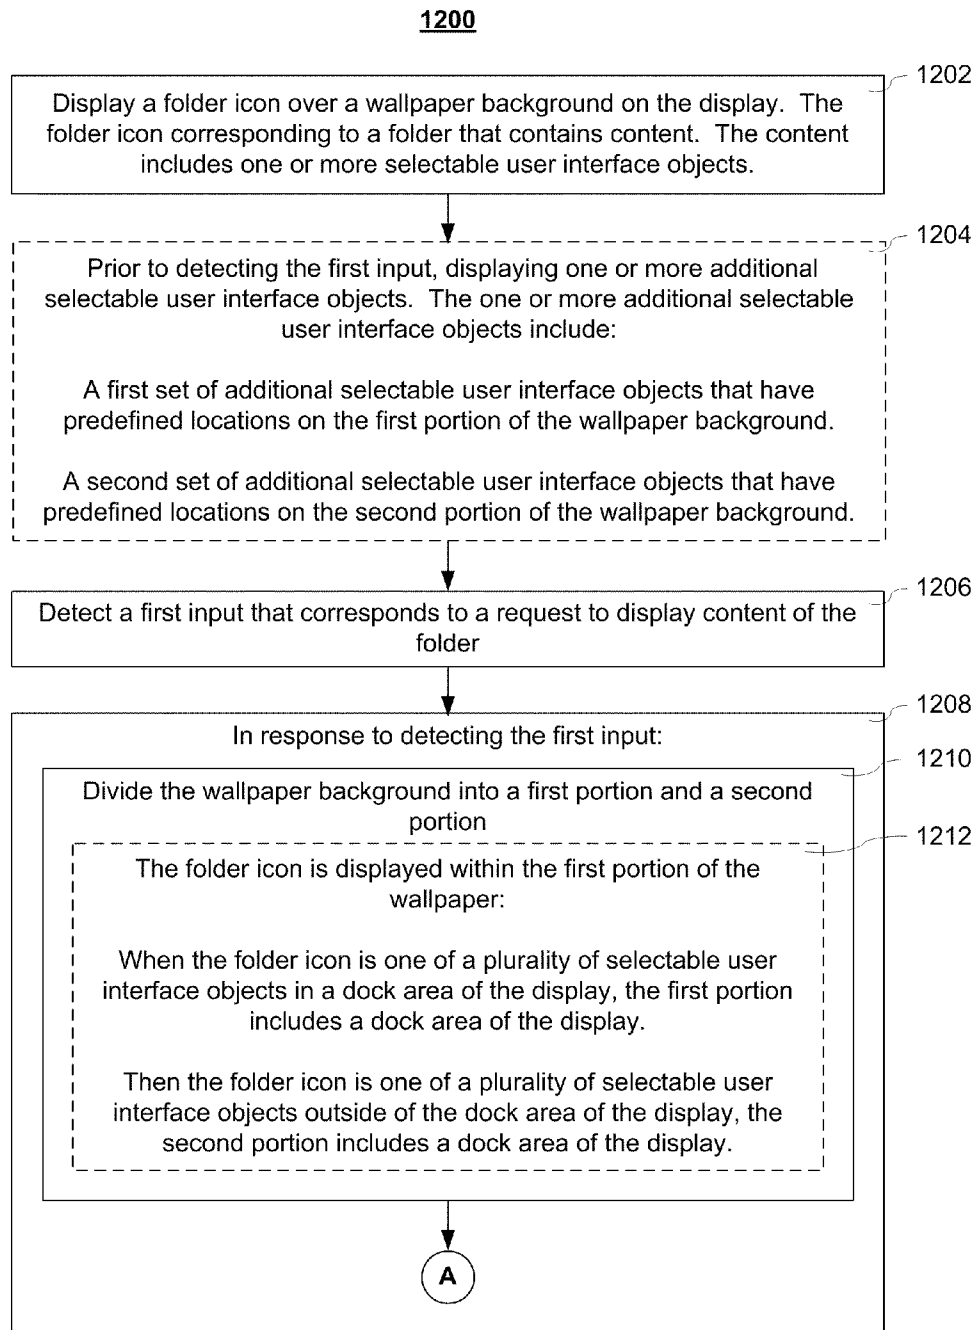 1200
1202
Display a folder icon over a wallpaper background on the display. The
folder icon corresponding to a folder that contains content. The content
includes one or more selectable user interface objects.
1204
Prior to detecting the first input, displaying one or more additional
selectable user interface objects. The one or more additional selectable
user interface objects include:
A first set of additional selectable user interface objects that have
predefined locations on the first portion of the wallpaper background.
A second set of additional selectable user interface objects that have
predefined locations on the second portion of the wallpaper background.
1206
Detect a first input that corresponds to a request to display content of the
folder
1208
In response to detecting the first input:
1210
Divide the wallpaper background into a first portion and a second
portion
1212
The folder icon is displayed within the first portion of the
wallpaper:
When the folder icon is one of a plurality of selectable user
interface objects in a dock area of the display, the first portion
includes a dock area of the display.
Then the folder icon is one of a plurality of selectable user
interface objects outside of the dock area of the display, the
second portion includes a dock area of the display.
A